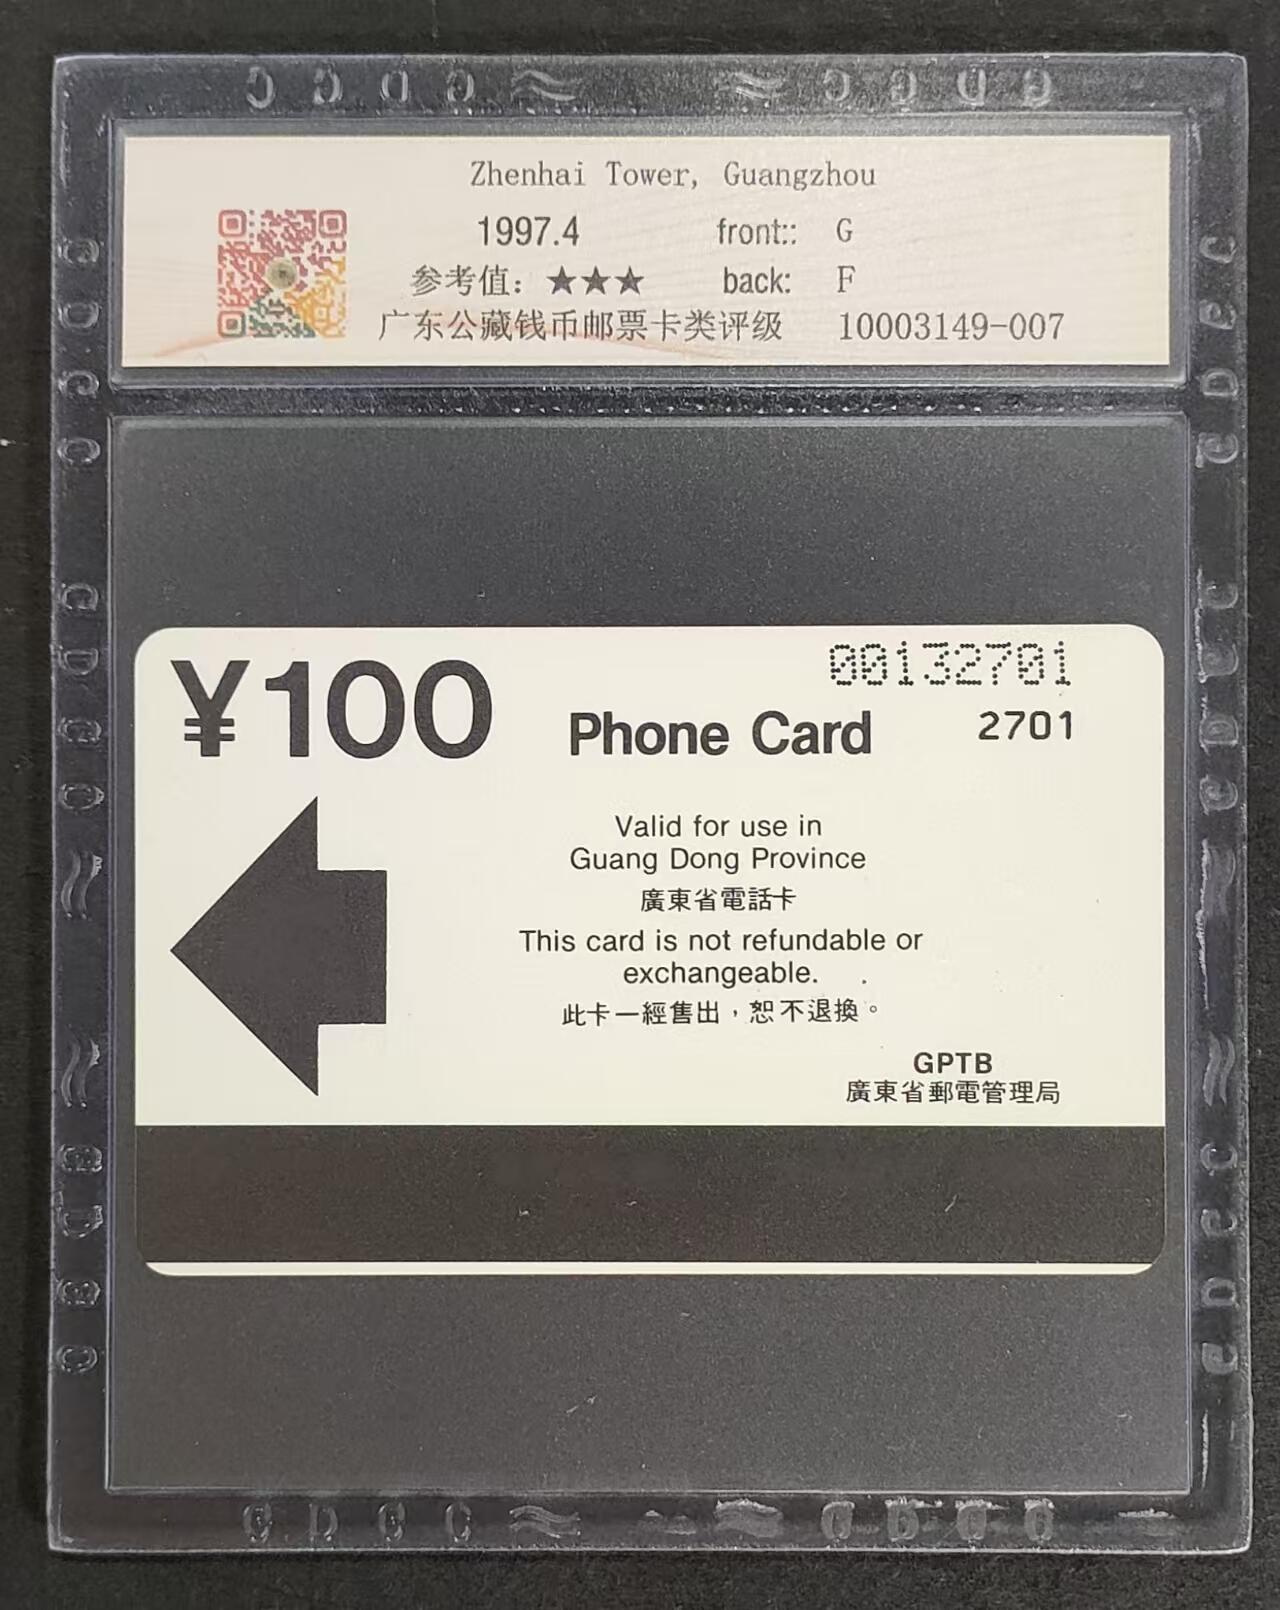 Zhenhai Tower, Guangzhou
1997.4 front:: G
参考值：★★★ back: F
广东公藏钱币邮票卡类评级 10003149-007
¥100
00132701
Phone Card 2701
Valid for use in
Guang Dong Province
廣東省電話卡
This card is not refundable or
exchangeable.
此卡一經售出，恕不退換。
GPTB
廣東省郵電管理局